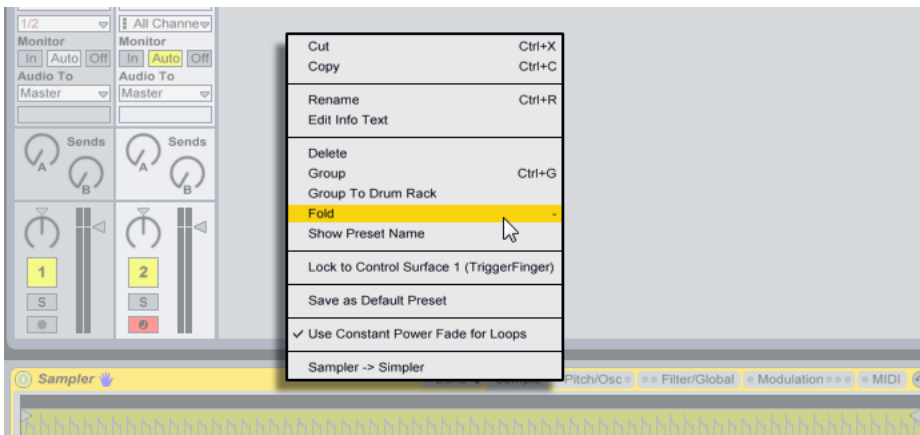 1/2
All Channe
Monitor
Monitor
In Auto Off
In Auto Off
Audio To
Audio To
Master
Master
Sends
Sends
A
B
A
B
1
2
S
S
Cut Ctrl+X
Copy Ctrl+C
Rename Ctrl+R
Edit Info Text
Delete
Group Ctrl+G
Group To Drum Rack
Fold -
Show Preset Name
Lock to Control Surface 1 (TriggerFinger)
Save as Default Preset
Use Constant Power Fade for Loops
Sampler -> Simpler
Sampler
Pitch/Osc Filter/Global Modulation MIDI